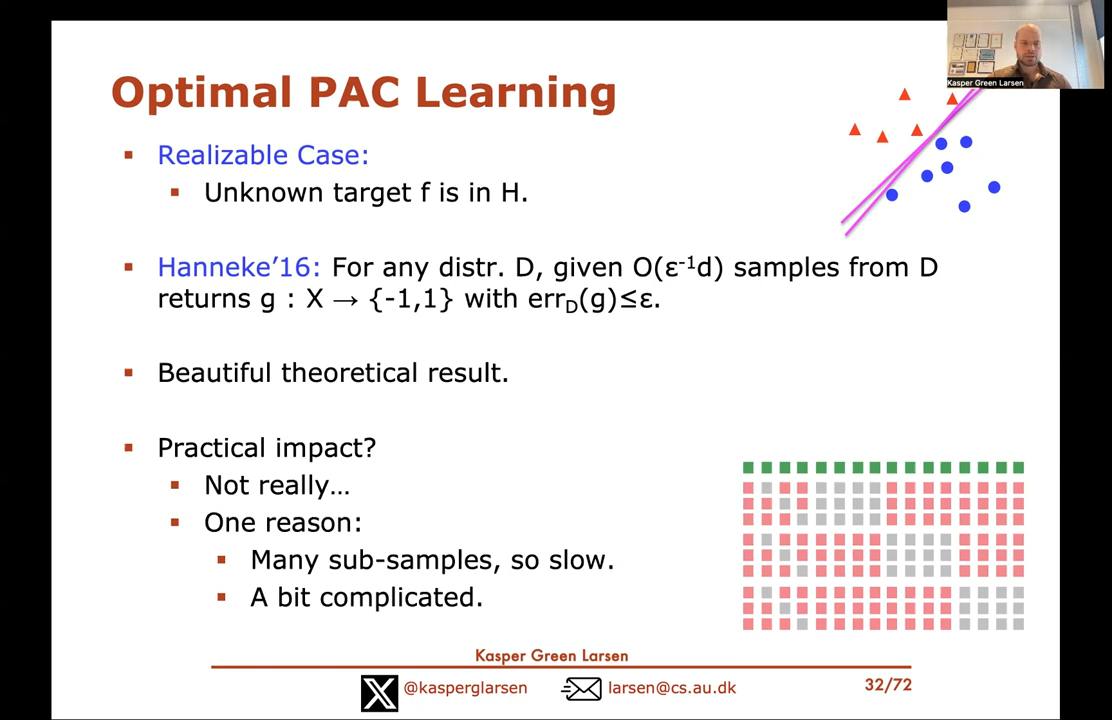 Kasper Green Larsen
Optimal PAC Learning
▪ Realizable Case:
▪ Unknown target f is in H.
▪ Hanneke’16: For any distr. D, given O(ε⁻¹d) samples from D
returns g : X → {-1,1} with err_D(g)≤ε.
▪ Beautiful theoretical result.
▪ Practical impact?
▪ Not really…
▪ One reason:
▪ Many sub-samples, so slow.
▪ A bit complicated.
Kasper Green Larsen
@kasperglarsen larsen@cs.au.dk 32/72